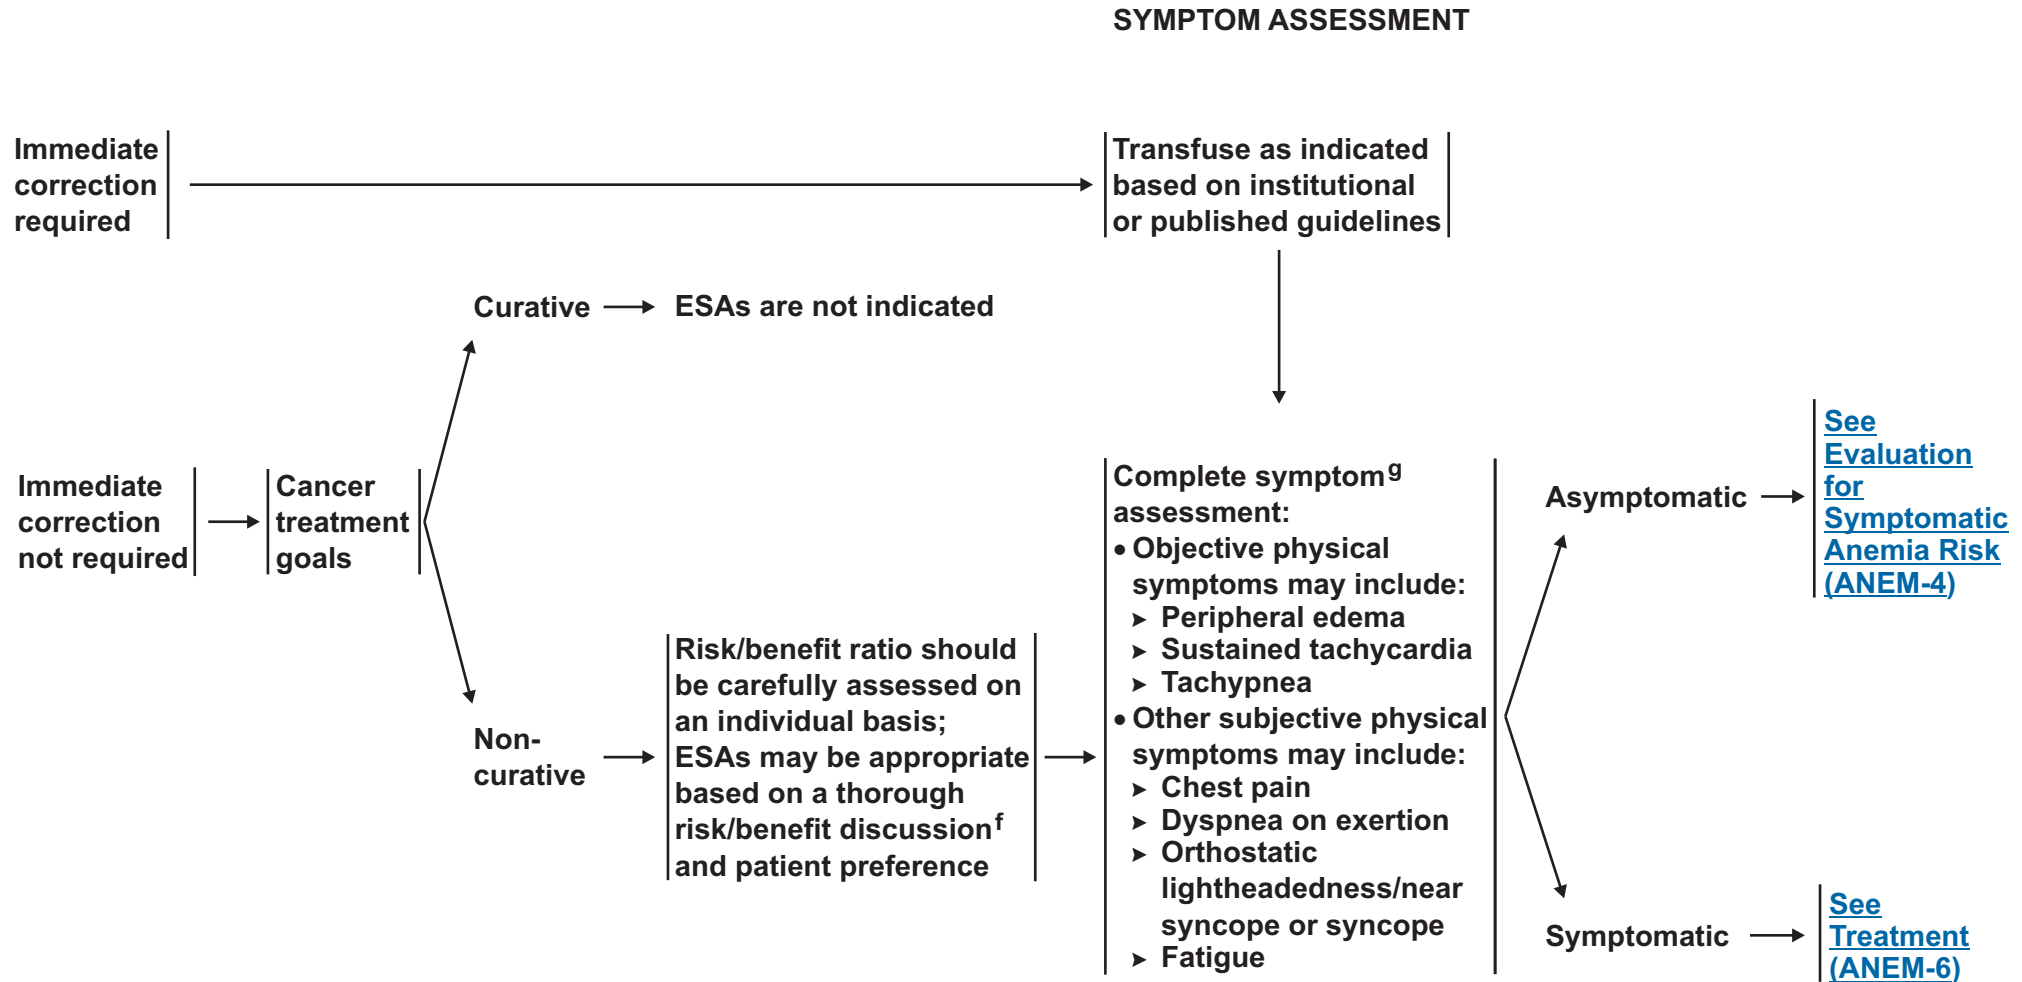 SYMPTOM ASSESSMENT
Immediate
correction
required
Transfuse as indicated
based on institutional
or published guidelines
Curative
ESAs are not indicated
Immediate
correction
not required
Cancer
treatment
goals
Non-
curative
Risk/benefit ratio should
be carefully assessed on
an individual basis;
ESAs may be appropriate
based on a thorough
risk/benefit discussion f
and patient preference
Complete symptom g
assessment:
• Objective physical
symptoms may include:
➤ Peripheral edema
➤ Sustained tachycardia
➤ Tachypnea
• Other subjective physical
symptoms may include:
➤ Chest pain
➤ Dyspnea on exertion
➤ Orthostatic
lightheadedness/near
syncope or syncope
➤ Fatigue
Asymptomatic
See
Evaluation
for
Symptomatic
Anemia Risk
(ANEM-4)
Symptomatic
See
Treatment
(ANEM-6)